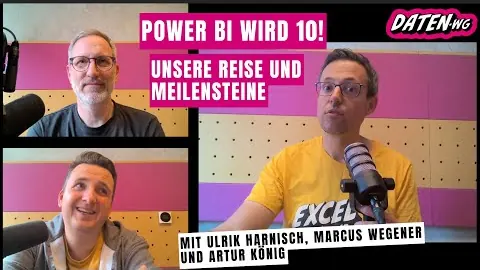 POWER BI WIRD 10!
DATEN-WG
UNSERE REISE UND
MEILENSTEINE
EXCEL
MIT ULRIK HARNISCH, MARCUS WEGENER
UND ARTUR KÖNIG